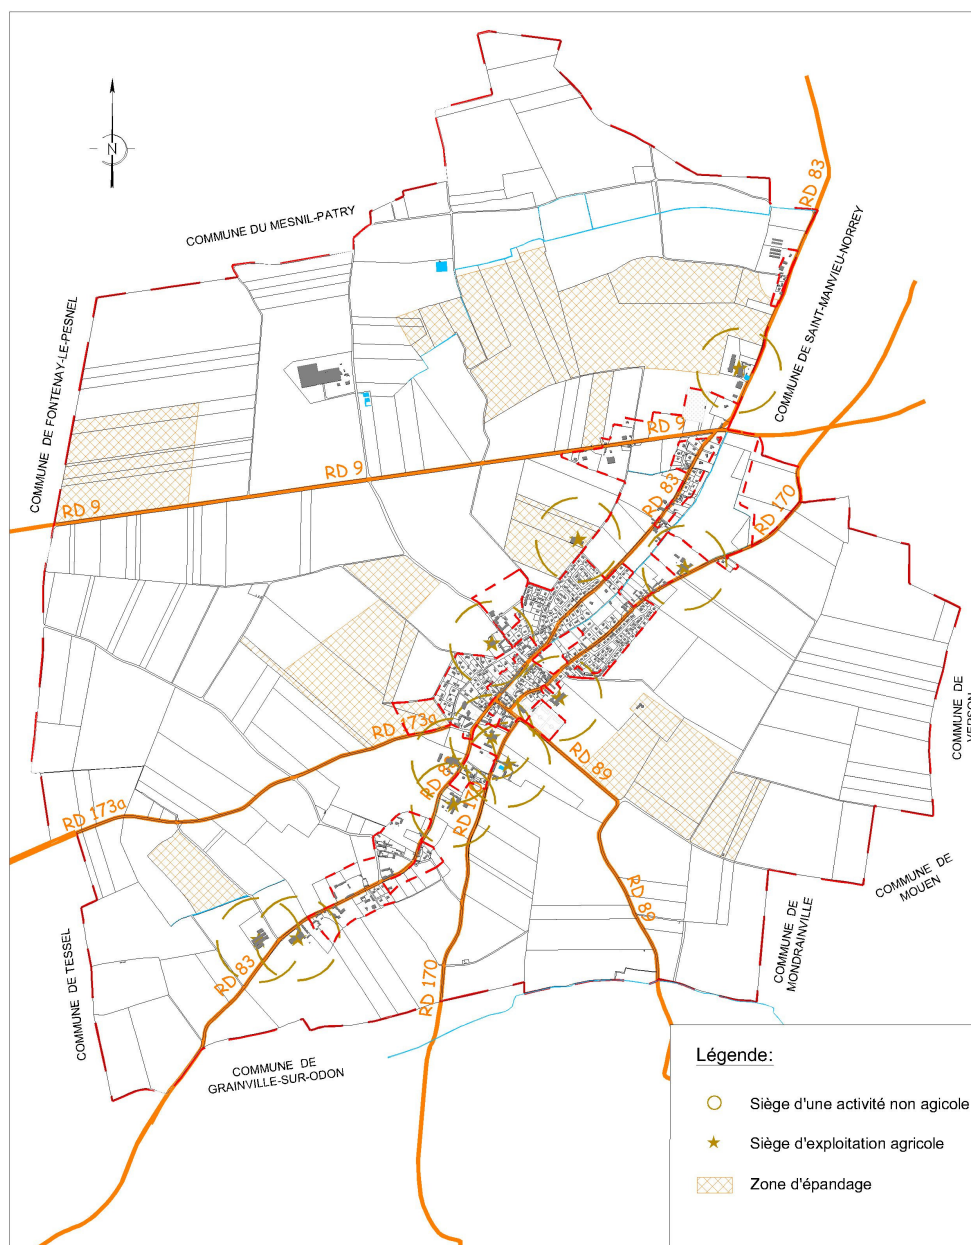 N
RD 83
COMMUNE DU MESNIL-PATRY
COMMUNE DE SAINT-MANVIEU-NORREY
COMMUNE DE FONTENAY-LE-PESNEL
RD 9
RD 9
RD 9
RD 83
RD 170
COMMUNE DE
VERSON
RD 173a
RD 89
RD 170
RD 173a
COMMUNE DE
MOUEN
RD 89
COMMUNE DE
MONDRAINVILLE
COMMUNE DE TESSEL
RD 83
RD 170
COMMUNE DE
GRAINVILLE-SUR-ODON
Légende:
Siège d'une activité non agicole
Siège d'exploitation agricole
Zone d'épandage